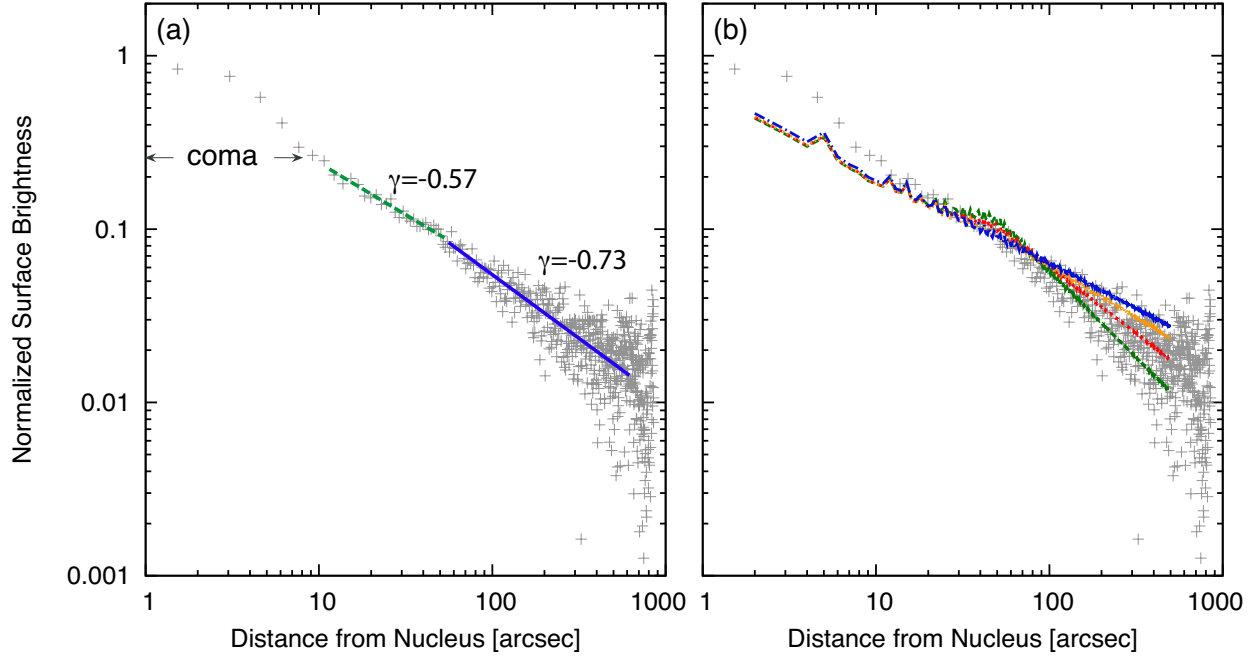 (a)
(b)
1
0.1
0.01
0.001
Normalized Surface Brightness
coma
γ=-0.57
γ=-0.73
1 10 100 1000
1 10 100 1000
Distance from Nucleus [arcsec]
Distance from Nucleus [arcsec]